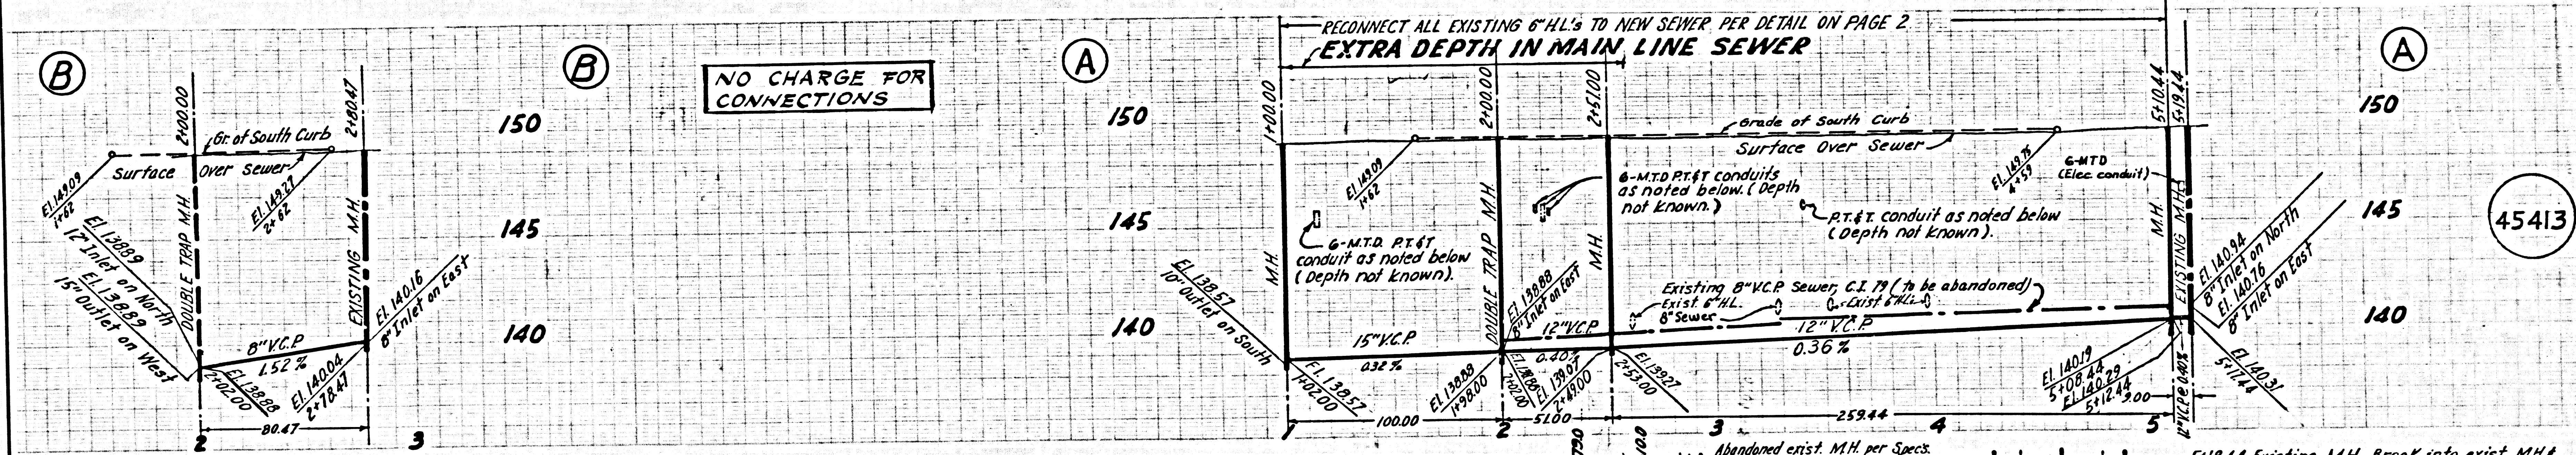 RECONNECT ALL EXISTING 6" H.L.'s TO NEW SEWER PER DETAIL ON PAGE 2
EXTRA DEPTH IN MAIN LINE SEWER
B
2+00.00
2+80.47
B
NO CHARGE FOR
CONNECTIONS
A
1+00.00
2+00.00
2+51.00
5+10.44
5+19.44
A
150
150
150
Gr. of South Curb
Surface Over Sewer
El. 149.09
1+62
El. 149.27
2+62
El. 138.89
12" Inlet on North
El. 138.89
15" Outlet on West
DOUBLE TRAP M.H.
EXISTING M.H.
El. 140.16
8" Inlet on East
145
140
8" V.C.P.
1.52 %
El. 138.88
2+02.00
El. 140.04
2+78.47
80.47
2
3
145
140
M.H.
El. 138.57
10" Outlet on South
6-M.T.D. P.T.&T
conduit as noted below
(Depth not known).
El. 149.09
1+62
DOUBLE TRAP M.H.
El. 138.88
8" Inlet on East
M.H.
Grade of South Curb
Surface Over Sewer
6-M.T.D P.T.&T conduits
as noted below. (Depth
not known.)
P.T.&T. conduit as noted below
(Depth not known).
El. 149.75
4+59
6-MTD
(Elec. conduit)
M.H.
EXISTING M.H.
El. 140.94
8" Inlet on North
El. 140.76
8" Inlet on East
145
140
45413
Existing 8" V.C.P. Sewer, C.I. 79 (to be abandoned)
Exist. 6" H.L.
8" Sewer
Exist 6" H.L.
15" V.C.P.
0.32 %
12" V.C.P
0.40%
12" V.C.P
0.36 %
El. 138.57
1+02.00
El. 138.88
1+98.00
El. 138.88
2+02.00
El. 139.07
2+49.00
El. 139.27
2+53.00
El. 140.19
5+08.44
El. 140.29
5+12.44
El. 140.31
5+17.44
9.00
12" V.C.P. @ 0.40%
100.00
51.00
259.44
1
2
3
4
5
Abandoned exist. M.H. per Specs.
Existing M.H. Break into exist. M.H. &